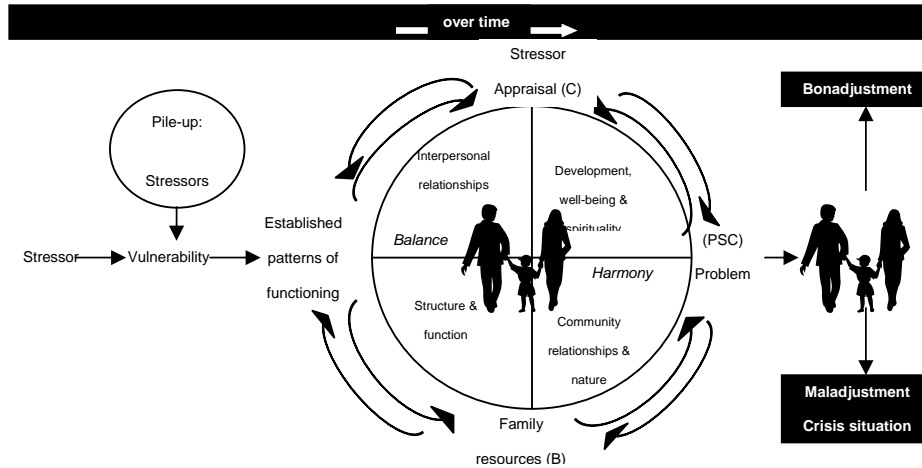 over time
Stressor
Appraisal (C)
Bonadjustment
Pile-up:
Stressors
Interpersonal
relationships
Development,
well-being &
spirituality
Stressor
Vulnerability
Established
patterns of
functioning
Balance
Harmony
(PSC)
Problem
Structure &
function
Community
relationships &
nature
Maladjustment
Crisis situation
Family
resources (B)